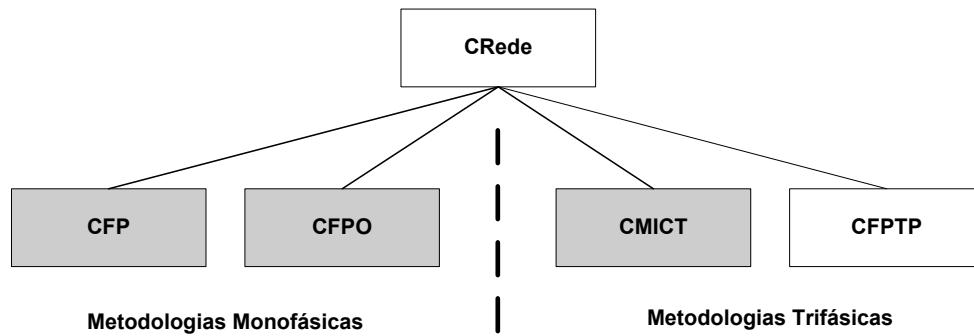 CRede
CFP
CFPO
CMICT
CFPTP
Metodologias Monofásicas
Metodologias Trifásicas